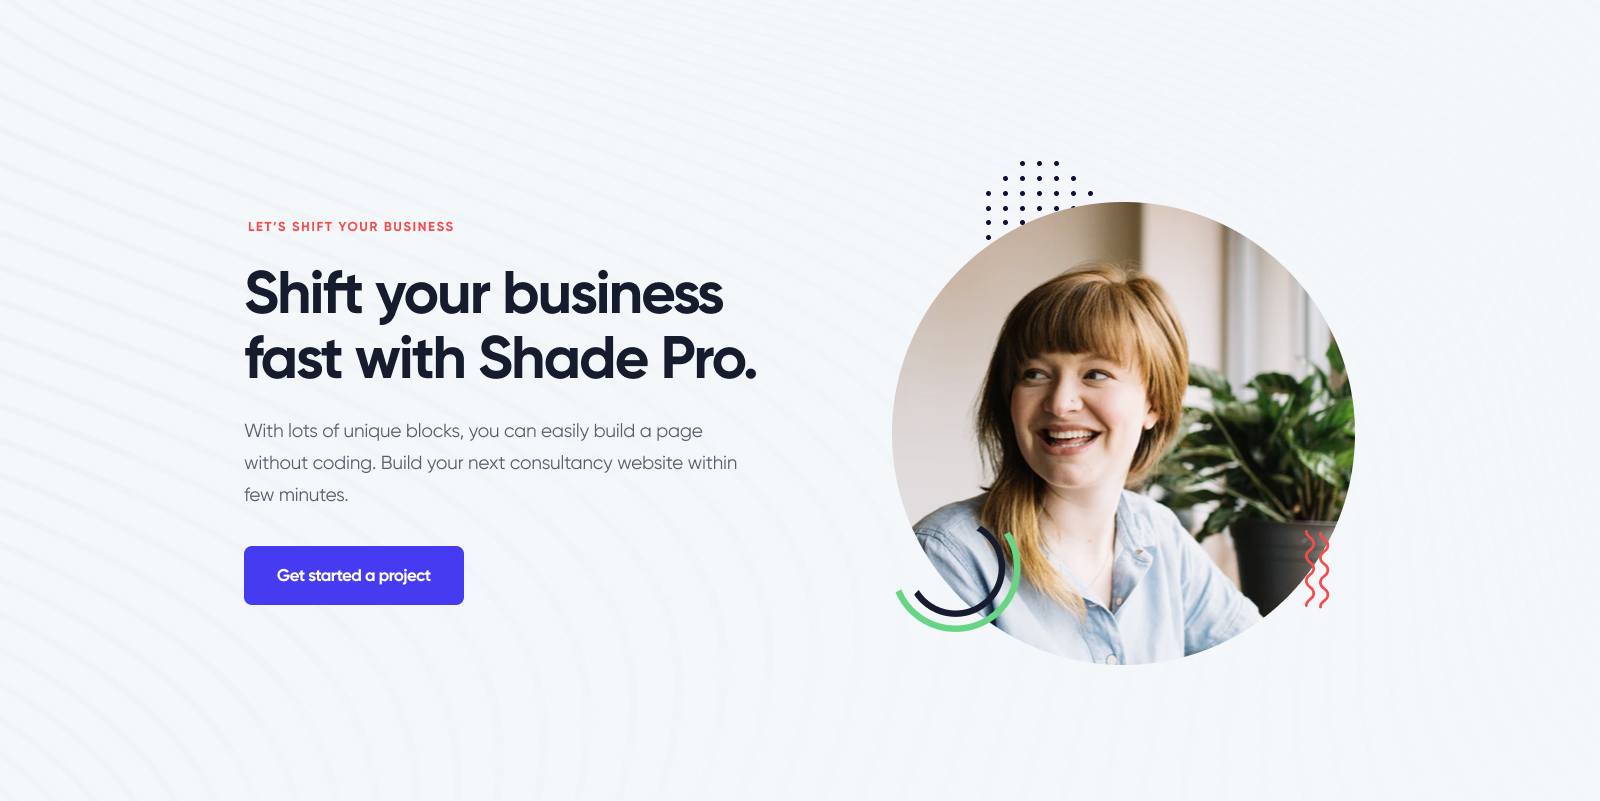 LET’S SHIFT YOUR BUSINESS
Shift your business
fast with Shade Pro.
With lots of unique blocks, you can easily build a page
without coding. Build your next consultancy website within
few minutes.
Get started a project